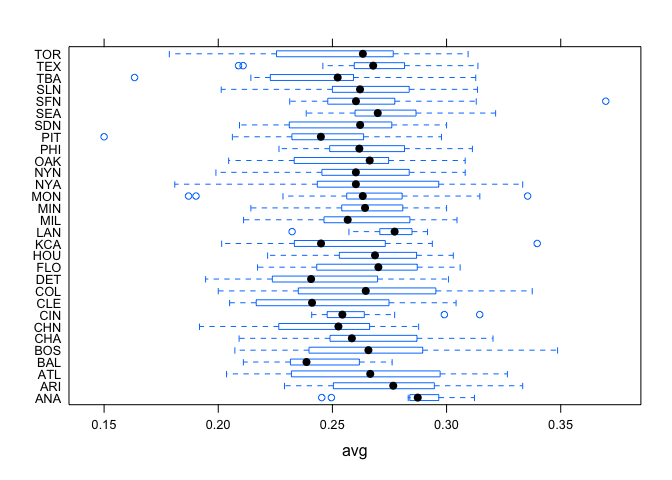 TOR
TEX
TBA
SLN
SFN
SEA
SDN
PIT
PHI
OAK
NYN
NYA
MON
MIN
MIL
LAN
KCA
HOU
FLO
DET
COL
CLE
CIN
CHN
CHA
BOS
BAL
ATL
ARI
ANA
0.15 0.20 0.25 0.30 0.35
avg